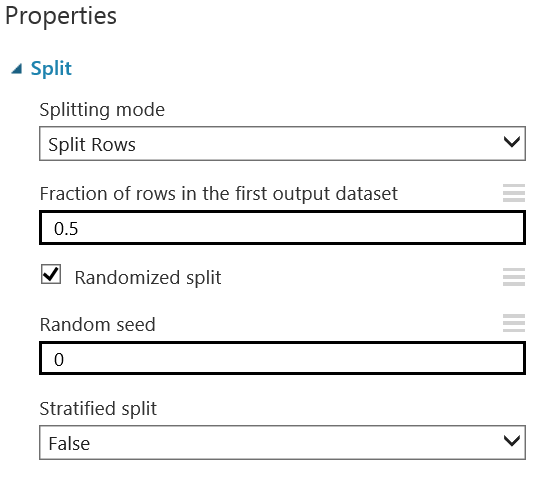 Properties
Split
Splitting mode
Split Rows
Fraction of rows in the first output dataset
0.5
Randomized split
Random seed
0
Stratified split
False